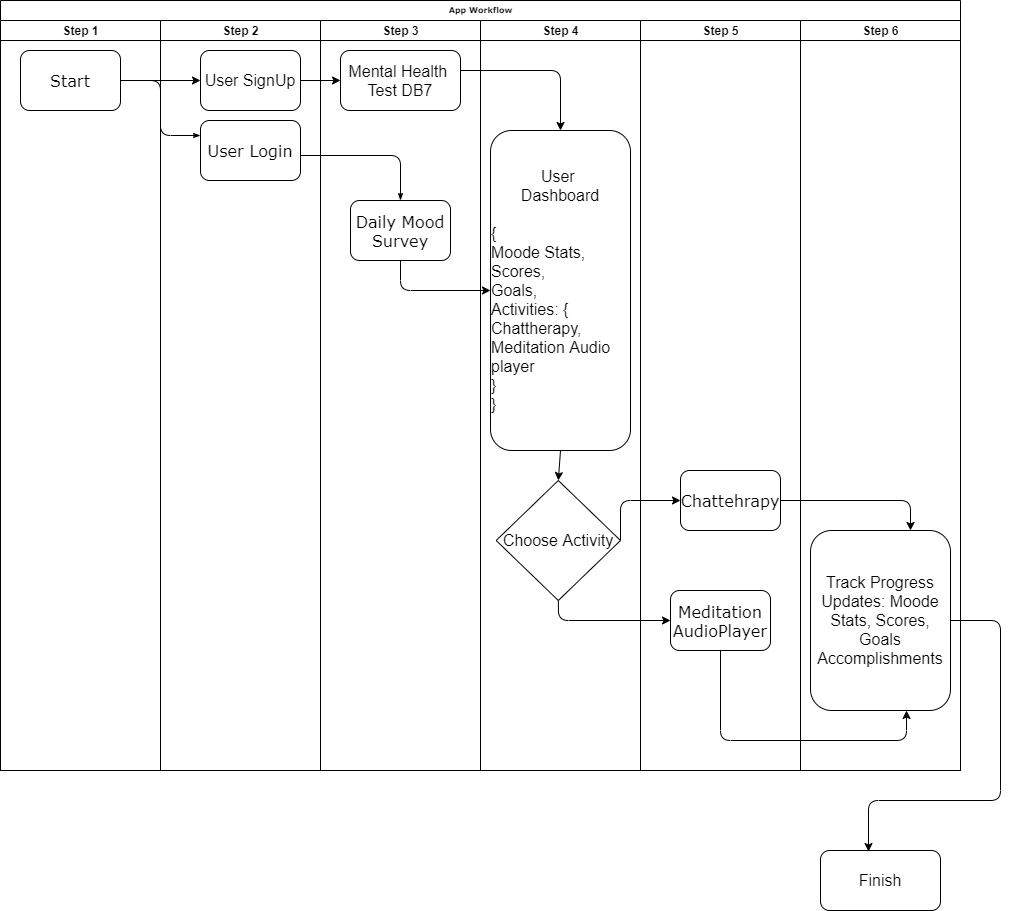 App Workflow
Step 1
Step 2
Step 3
Step 4
Step 5
Step 6
Start
User SignUp
Mental Health
Test DB7
User Login
Daily Mood
Survey
User
Dashboard
{
Moode Stats,
Scores,
Goals,
Activities: {
Chattherapy,
Meditation Audio
player
}
}
Choose Activity
Chattehrapy
Meditation
AudioPlayer
Track Progress
Updates: Moode
Stats, Scores,
Goals
Accomplishments
Finish